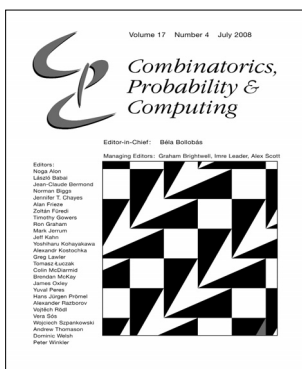 Volume 17 Number 4 July 2008
Combinatorics,
Probability &
Computing
Editor-in-Chief: Béla Bollobás
Managing Editors: Graham Brightwell, Imre Leader, Alex Scott
Editors:
Noga Alon
László Babai
Jean-Claude Bermond
Norman Biggs
Jennifer T. Chayes
Alan Frieze
Zoltán Füredi
Timothy Gowers
Ron Graham
Mark Jerrum
Jeff Kahn
Yoshiharu Kohayakawa
Alexandr Kostochka
Greg Lawler
Tomasz Łuczak
Colin McDiarmid
Brendan McKay
James Oxley
Yuval Peres
Hans Jürgen Prömel
Alexander Razborov
Vojtěch Rödl
Vera Sós
Wojciech Szpankowski
Andrew Thomason
Dominic Welsh
Peter Winkler